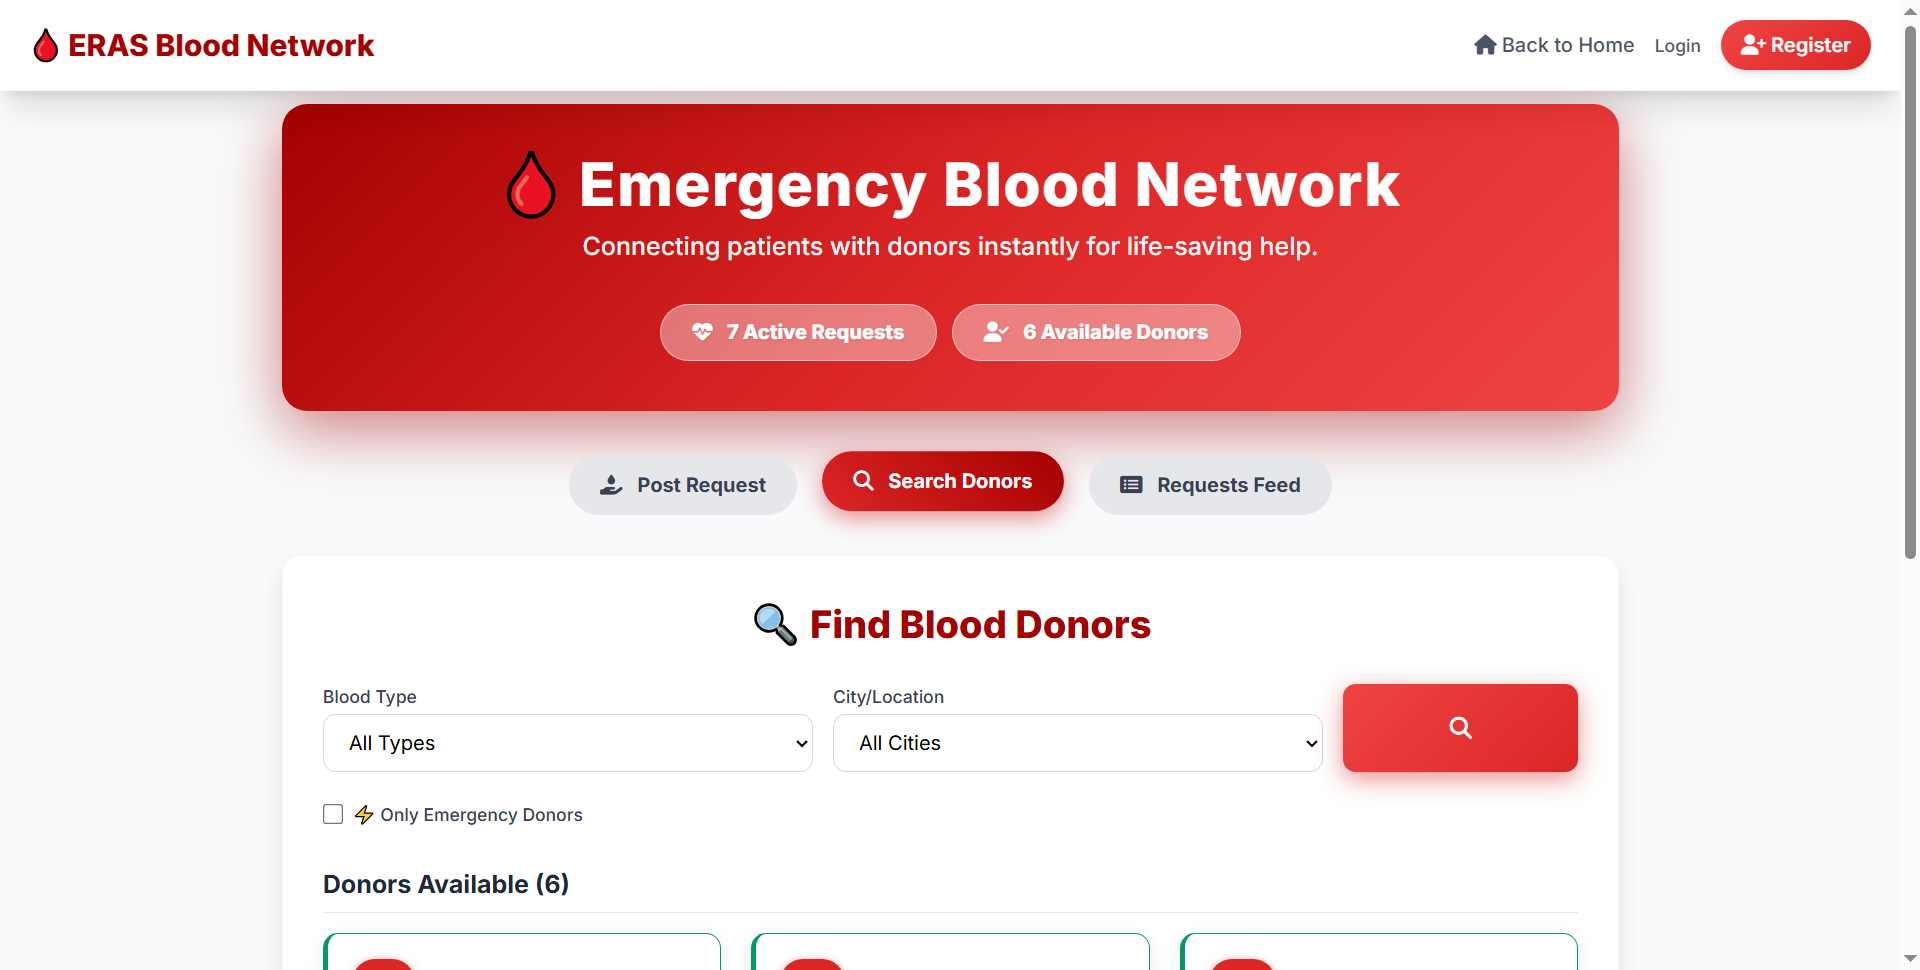 ERAS Blood Network
Back to Home
Login
Register
Emergency Blood Network
Connecting patients with donors instantly for life-saving help.
7 Active Requests
6 Available Donors
Post Request
Search Donors
Requests Feed
Find Blood Donors
Blood Type
City/Location
All Types
All Cities
Only Emergency Donors
Donors Available (6)